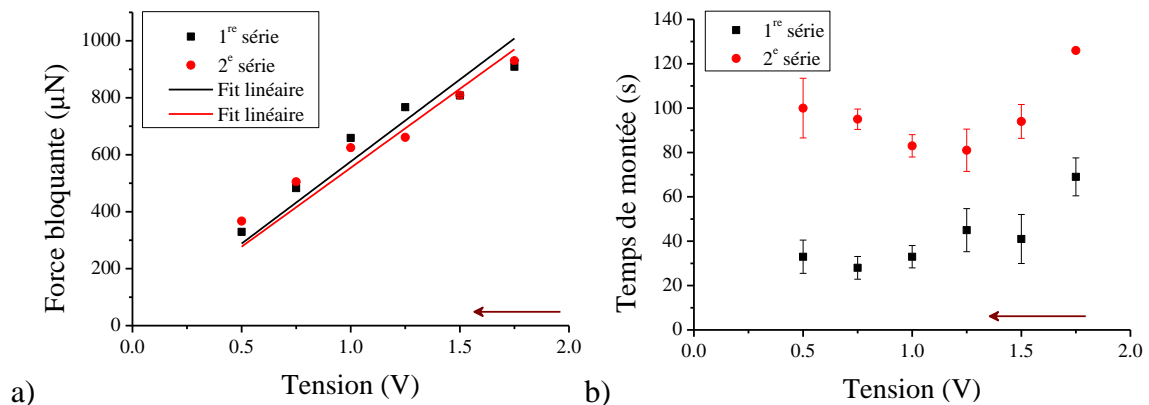 1re série
2e série
Fit linéaire
Fit linéaire
Force bloquante (µN)
1000
800
600
400
200
0
0.0 0.5 1.0 1.5 2.0
Tension (V)
a)
1re série
2e série
Temps de montée (s)
140
120
100
80
60
40
20
0
0.0 0.5 1.0 1.5 2.0
Tension (V)
b)